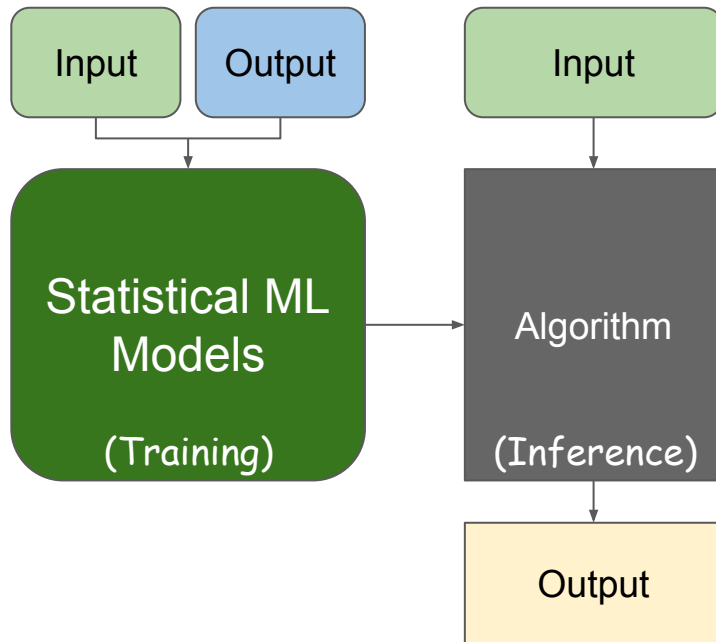 Input
Output
Input
Statistical ML
Models
(Training)
Algorithm
(Inference)
Output